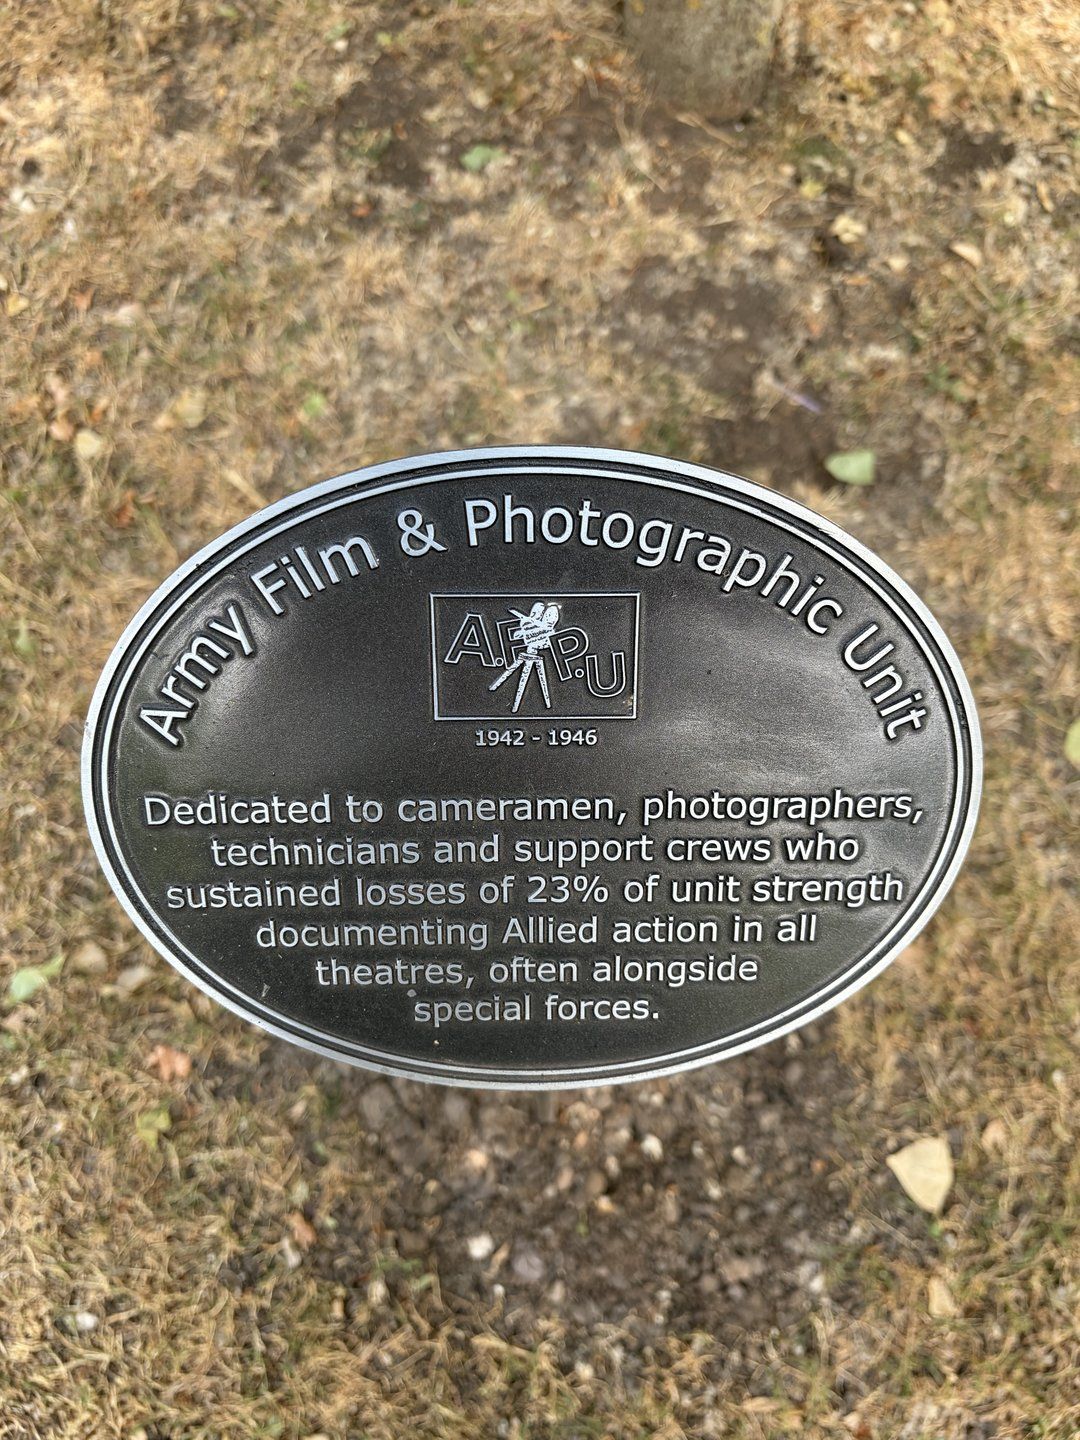 Army Film & Photographic Unit
A.F.P.U
1942 - 1946
Dedicated to cameramen, photographers,
technicians and support crews who
sustained losses of 23% of unit strength
documenting Allied action in all
theatres, often alongside
special forces.